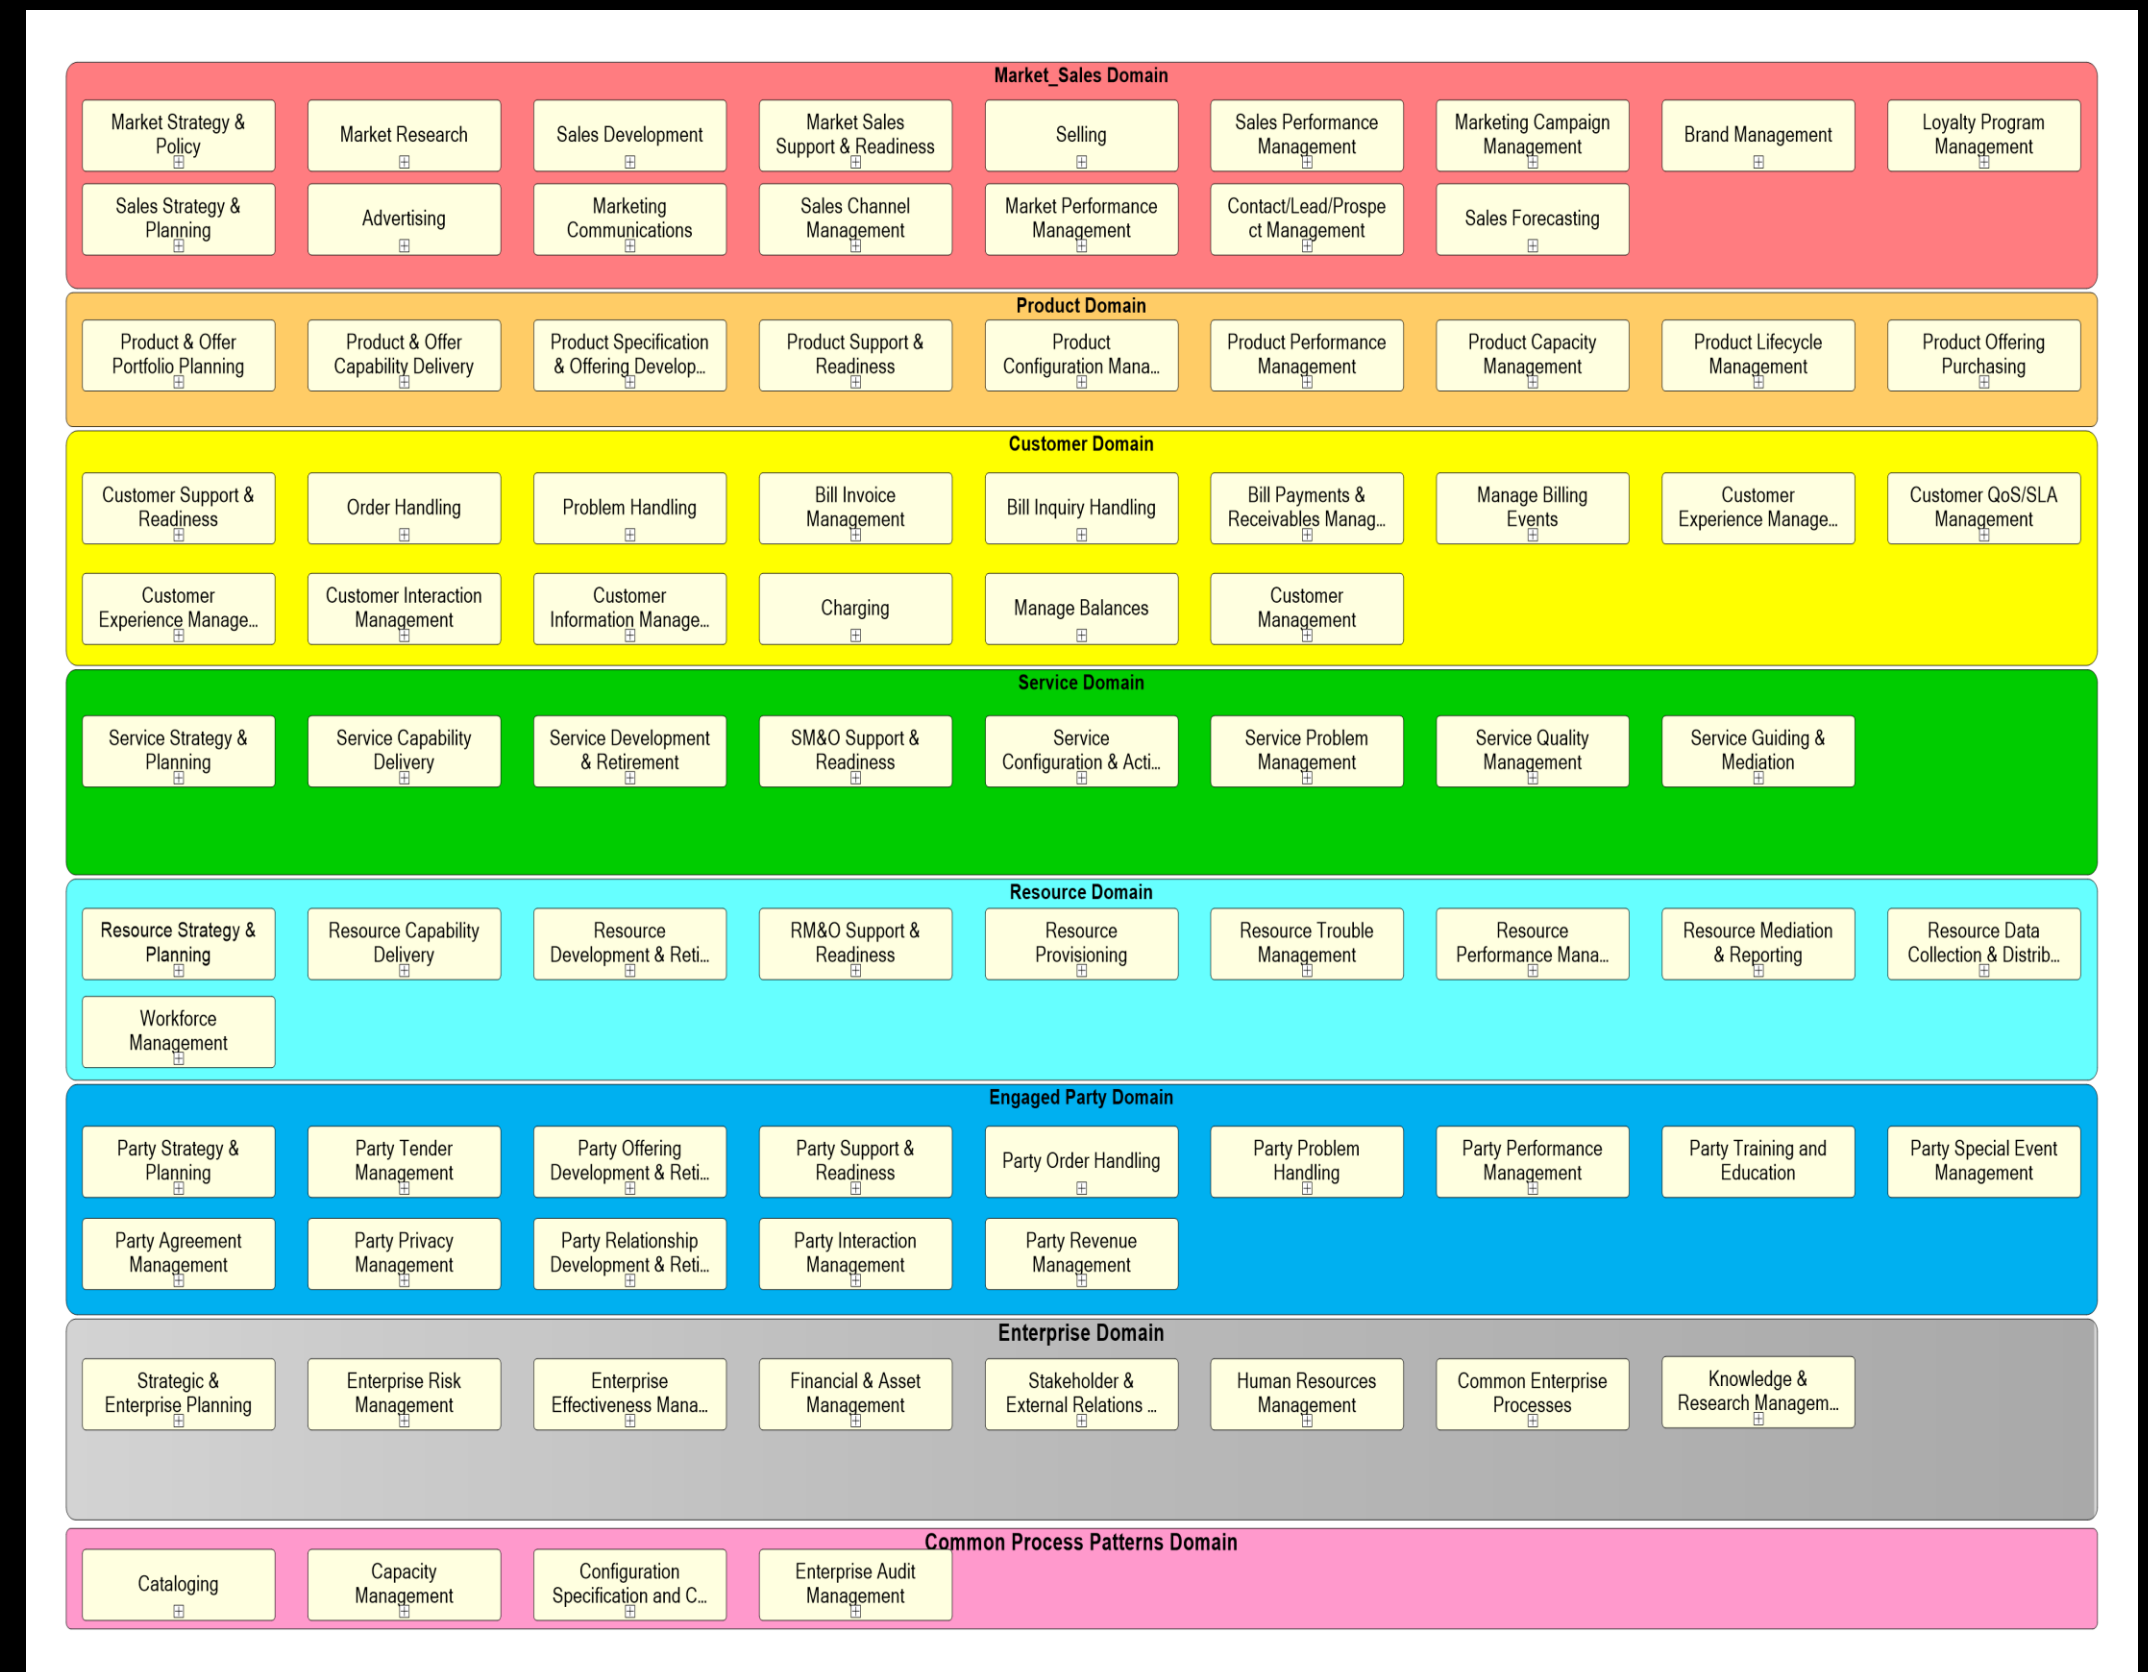 Market_Sales Domain
Market Strategy &
Policy
Market Research
Sales Development
Market Sales
Support & Readiness
Selling
Sales Performance
Management
Marketing Campaign
Management
Brand Management
Loyalty Program
Management
Sales Strategy &
Planning
Advertising
Marketing
Communications
Sales Channel
Management
Market Performance
Management
Contact/Lead/Prospe
ct Management
Sales Forecasting
Product Domain
Product & Offer
Portfolio Planning
Product & Offer
Capability Delivery
Product Specification
& Offering Develop...
Product Support &
Readiness
Product
Configuration Mana...
Product Performance
Management
Product Capacity
Management
Product Lifecycle
Management
Product Offering
Purchasing
Customer Domain
Customer Support &
Readiness
Order Handling
Problem Handling
Bill Invoice
Management
Bill Inquiry Handling
Bill Payments &
Receivables Manag...
Manage Billing
Events
Customer
Experience Manage...
Customer QoS/SLA
Management
Customer
Experience Manage...
Customer Interaction
Management
Customer
Information Manage...
Charging
Manage Balances
Customer
Management
Service Domain
Service Strategy &
Planning
Service Capability
Delivery
Service Development
& Retirement
SM&O Support &
Readiness
Service
Configuration & Acti...
Service Problem
Management
Service Quality
Management
Service Guiding &
Mediation
Resource Domain
Resource Strategy &
Planning
Resource Capability
Delivery
Resource
Development & Reti...
RM&O Support &
Readiness
Resource
Provisioning
Resource Trouble
Management
Resource
Performance Mana...
Resource Mediation
& Reporting
Resource Data
Collection & Distrib...
Workforce
Management
Engaged Party Domain
Party Strategy &
Planning
Party Tender
Management
Party Offering
Development & Reti...
Party Support &
Readiness
Party Order Handling
Party Problem
Handling
Party Performance
Management
Party Training and
Education
Party Special Event
Management
Party Agreement
Management
Party Privacy
Management
Party Relationship
Development & Reti...
Party Interaction
Management
Party Revenue
Management
Enterprise Domain
Strategic &
Enterprise Planning
Enterprise Risk
Management
Enterprise
Effectiveness Mana...
Financial & Asset
Management
Stakeholder &
External Relations ...
Human Resources
Management
Common Enterprise
Processes
Knowledge &
Research Managem...
Common Process Patterns Domain
Cataloging
Capacity
Management
Configuration
Specification and C...
Enterprise Audit
Management